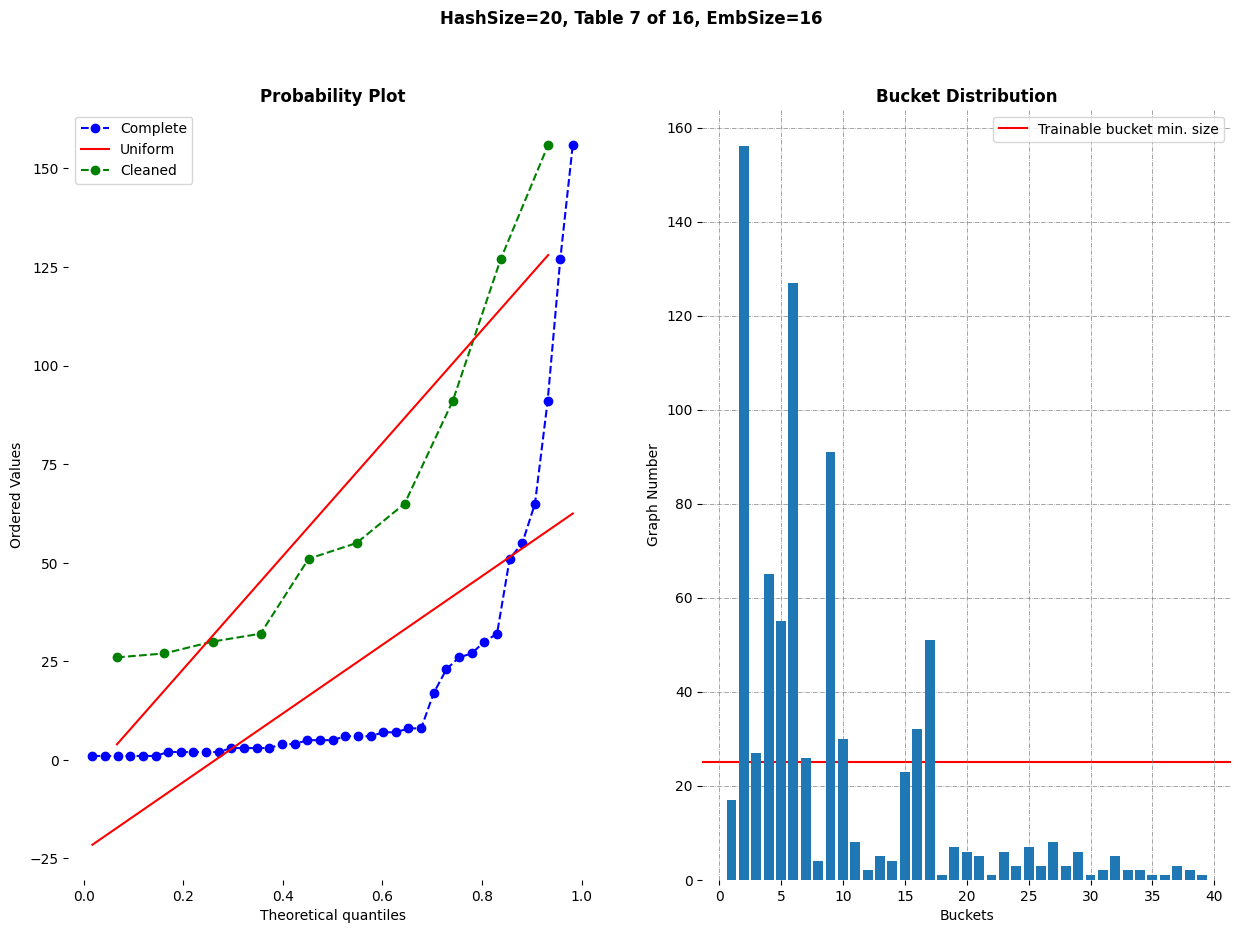 HashSize=20, Table 7 of 16, EmbSize=16
Probability Plot
Complete
Uniform
Cleaned
150
125
100
75
50
25
0
−25
Ordered Values
0.0 0.2 0.4 0.6 0.8 1.0
Theoretical quantiles
Bucket Distribution
Trainable bucket min. size
160
140
120
100
80
60
40
20
0
Graph Number
0 5 10 15 20 25 30 35 40
Buckets